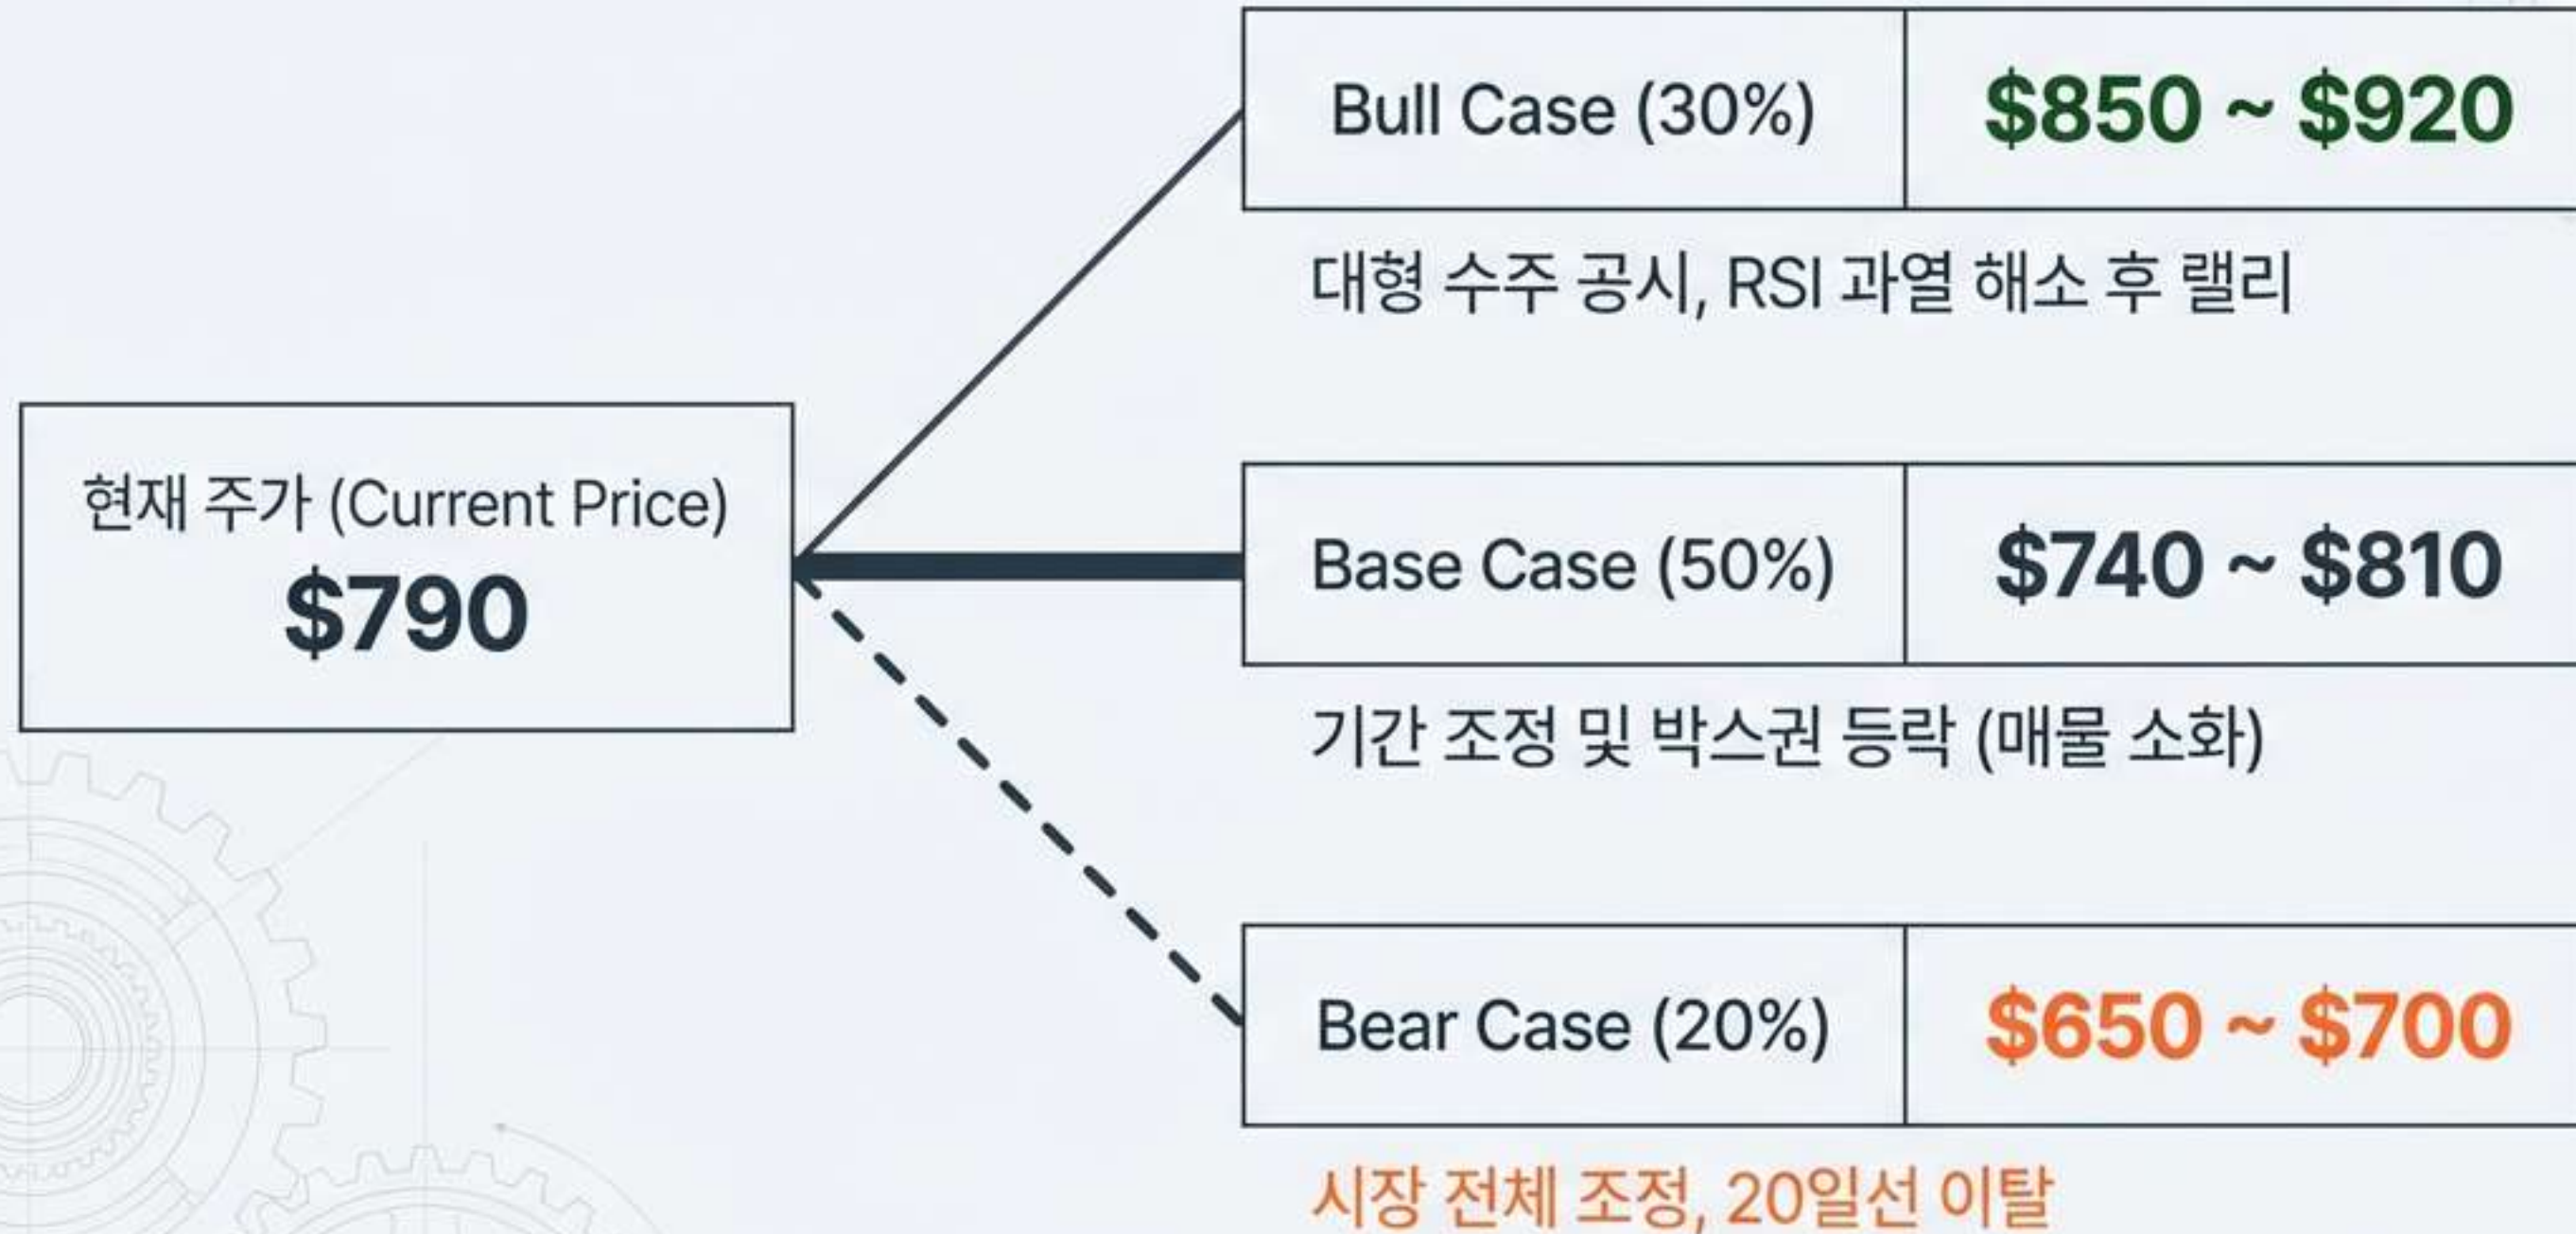 Bull Case (30%) $850 ~ $920
대형 수주 공시, RSI 과열 해소 후 랠리
현재 주가 (Current Price)
$790
Base Case (50%) $740 ~ $810
기간 조정 및 박스권 등락 (매물 소화)
Bear Case (20%) $650 ~ $700
시장 전체 조정, 20일선 이탈